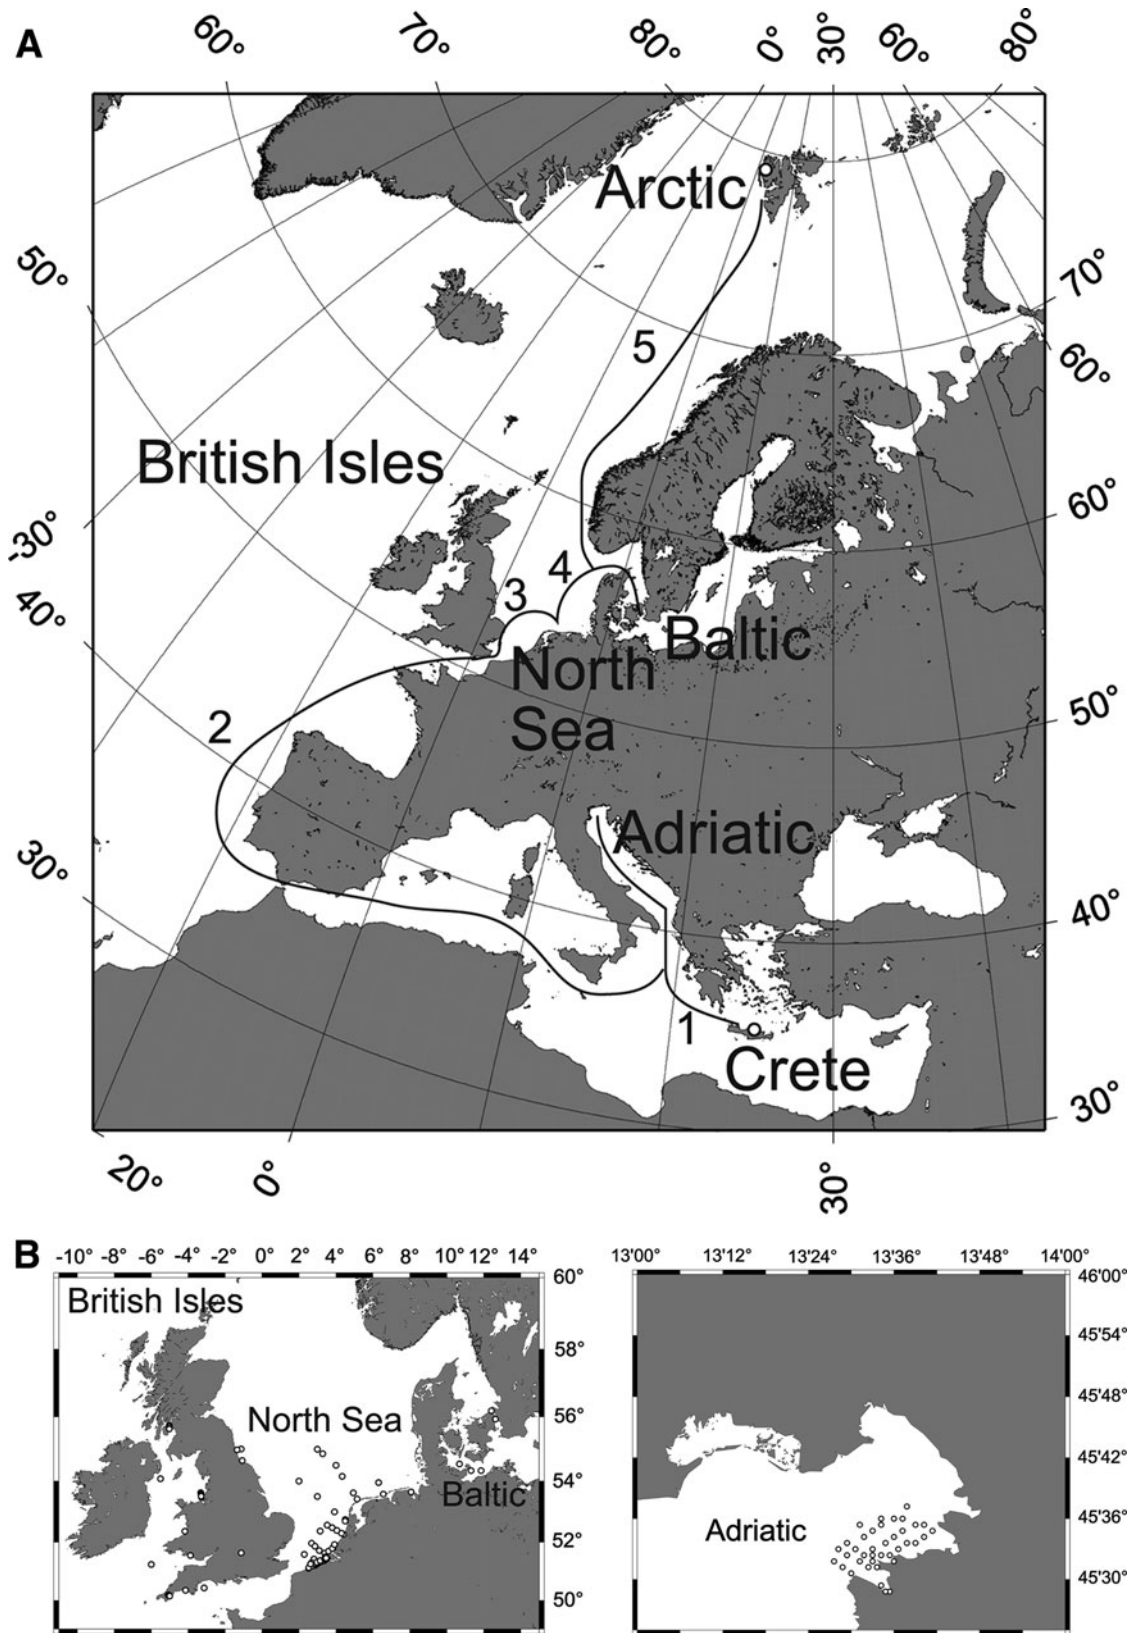 A
60° 70° 80° 0° 30° 60° 80°
Arctic
50°
70°
5
60°
British Isles
60°
-30°
4
3
40°
Baltic
North
Sea
50°
2
Adriatic
30°
40°
1
Crete
30°
20° 0° 30°
B
-10° -8° -6° -4° -2° 0° 2° 4° 6° 8° 10° 12° 14°
60°
British Isles
58°
56°
North Sea
54°
Baltic
52°
50°
13'00 13'12° 13'24° 13'36° 13'48° 14'00°
46'00°
45'54°
45'48°
45'42°
45'36°
Adriatic
45'30°